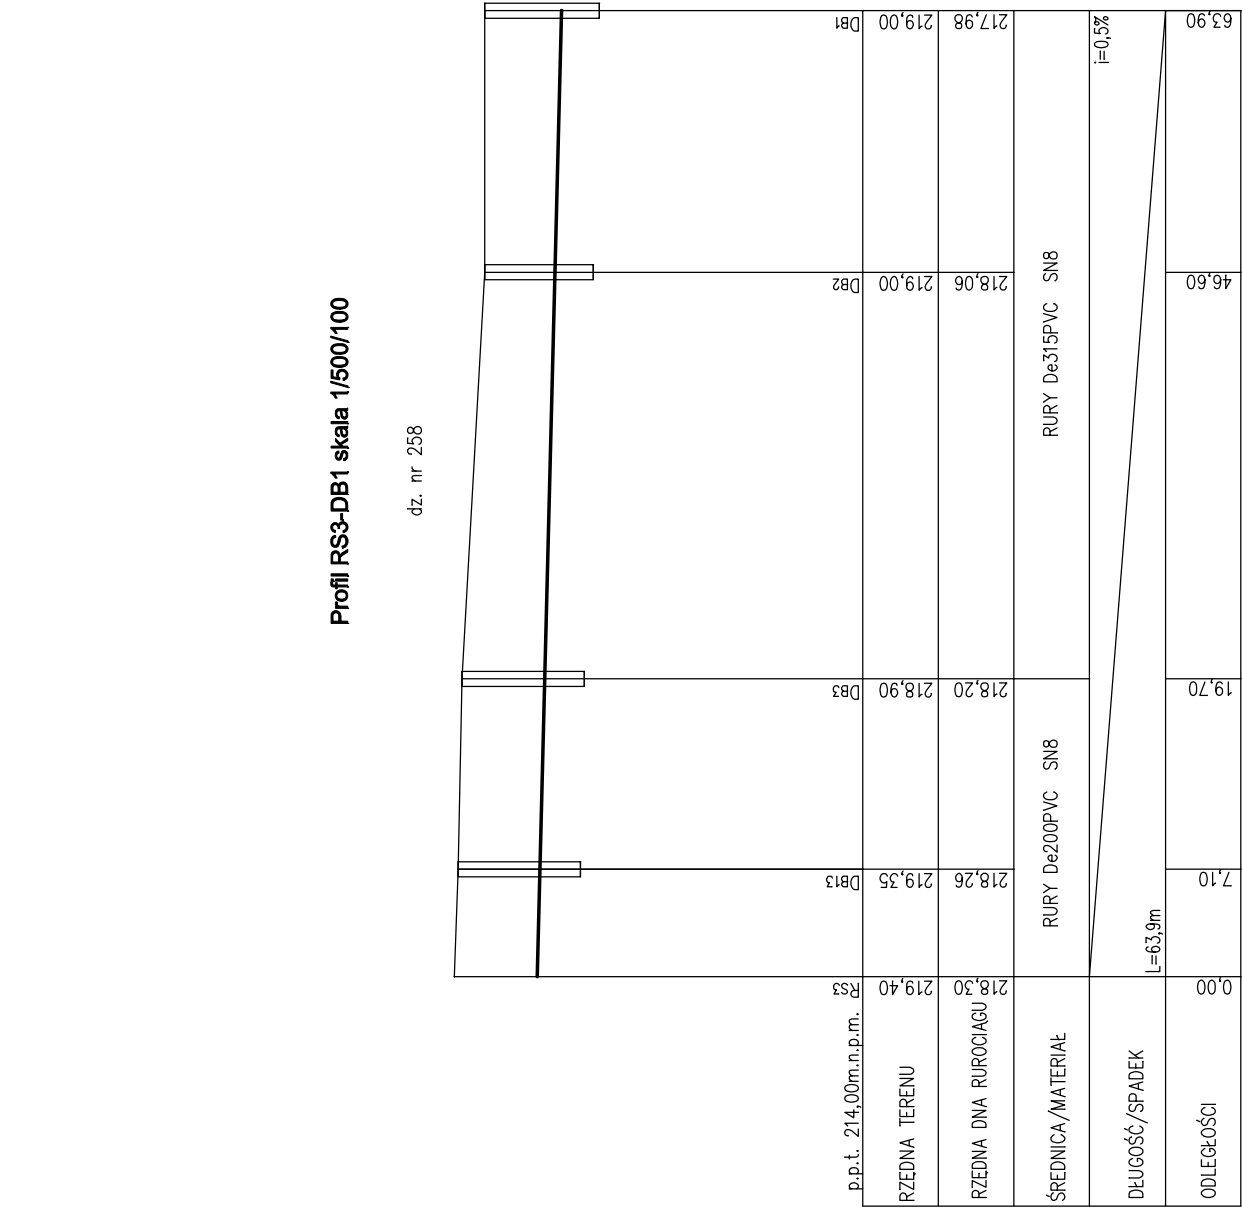 Profil RS3-DB1 skala 1/500/100
dz. nr 258
p.p.t. 214,00m.n.p.m.
RS3
DB13
DB3
DB2
DB1
RZĘDNA TERENU
219,40
219,35
218,90
219,00
219,00
RZĘDNA DNA RUROCIĄGU
218,30
218,26
218,20
218,06
217,98
ŚREDNICA/MATERIAŁ
RURY De200PVC SN8
RURY De315PVC SN8
DŁUGOŚĆ/SPADEK
L=63,9m
i=0,5%
ODLEGŁOŚCI
0,00
7,10
19,70
46,60
63,90